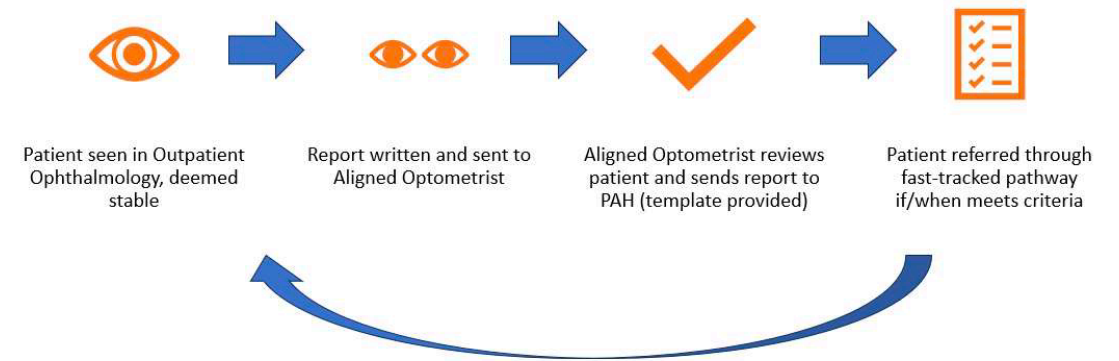 Patient seen in Outpatient
Ophthalmology, deemed
stable
Report written and sent to
Aligned Optometrist
Aligned Optometrist reviews
patient and sends report to
PAH (template provided)
Patient referred through
fast-tracked pathway
if/when meets criteria